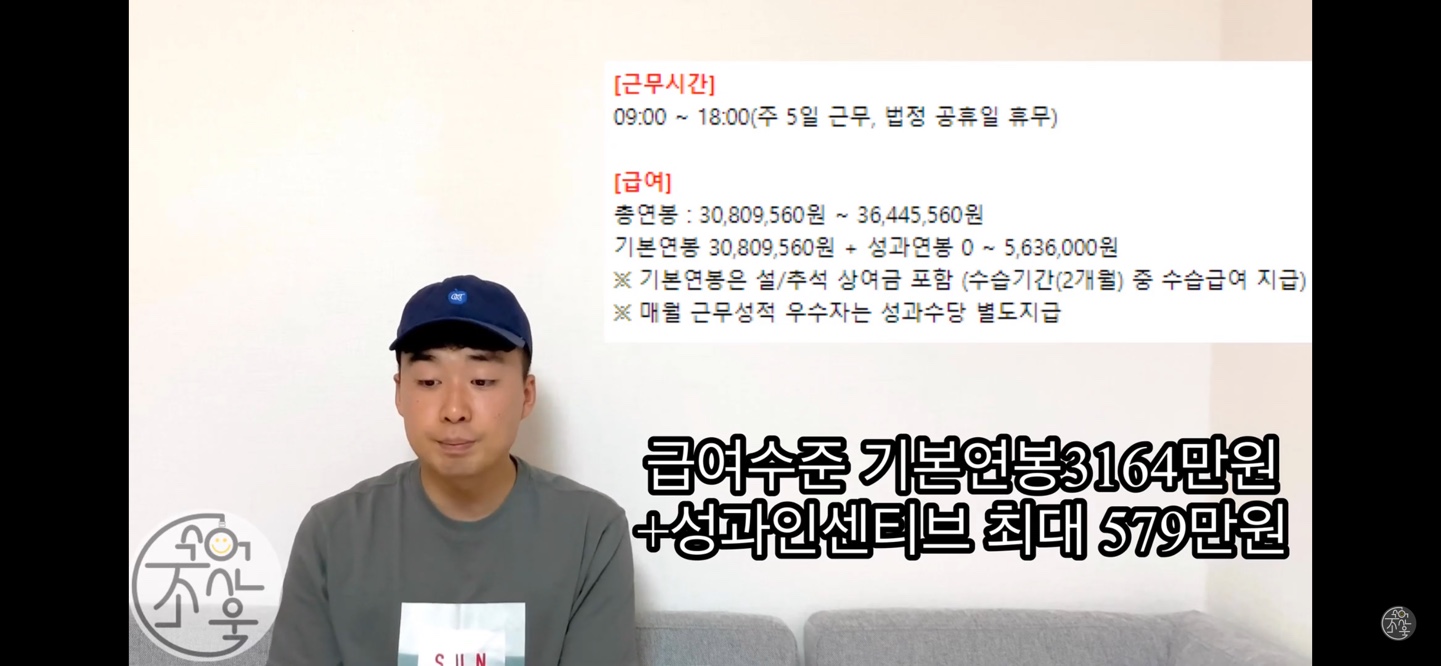 [근무시간]
09:00 ~ 18:00(주 5일 근무, 법정 공휴일 휴무)
[급여]
총연봉 : 30,809,560원 ~ 36,445,560원
기본연봉 30,809,560원 + 성과연봉 0 ~ 5,636,000원
※ 기본연봉은 설/추석 상여금 포함 (수습기간(2개월) 중 수습급여 지급)
※ 매월 근무성적 우수자는 성과수당 별도지급
급여수준 기본연봉3164만원
+성과인센티브 최대 579만원
SUN